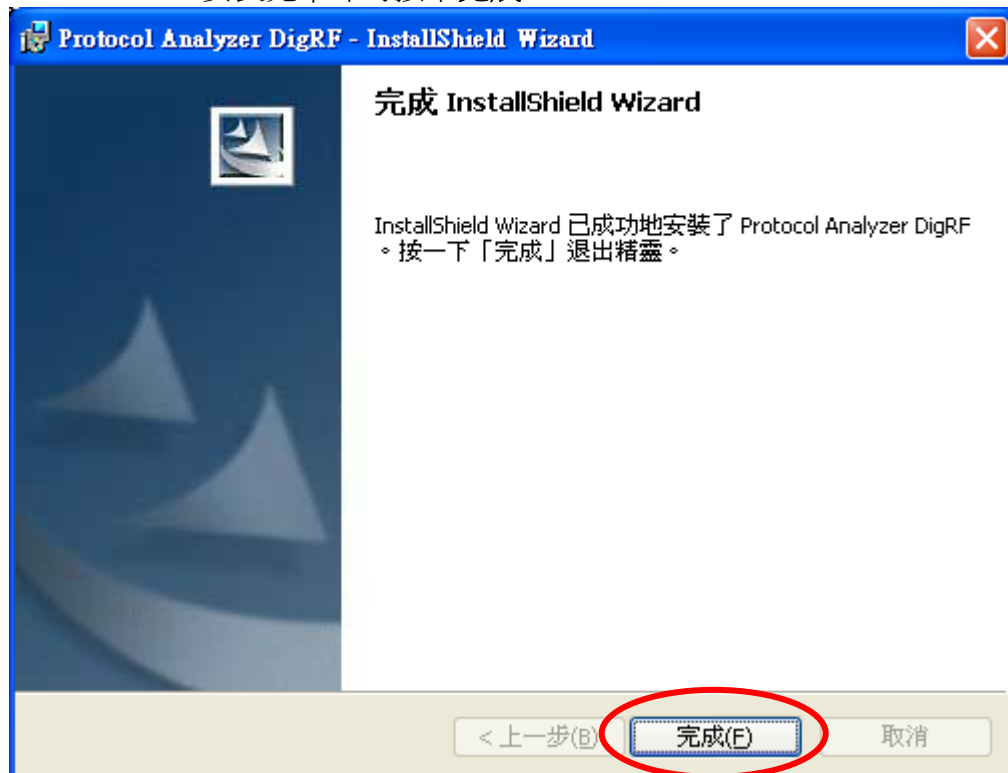 Protocol Analyzer DigRF - InstallShield Wizard
完成 InstallShield Wizard
InstallShield Wizard 已成功地安裝了 Protocol Analyzer DigRF
。按一下「完成」退出精靈。
< 上一步(B) 完成(F) 取消